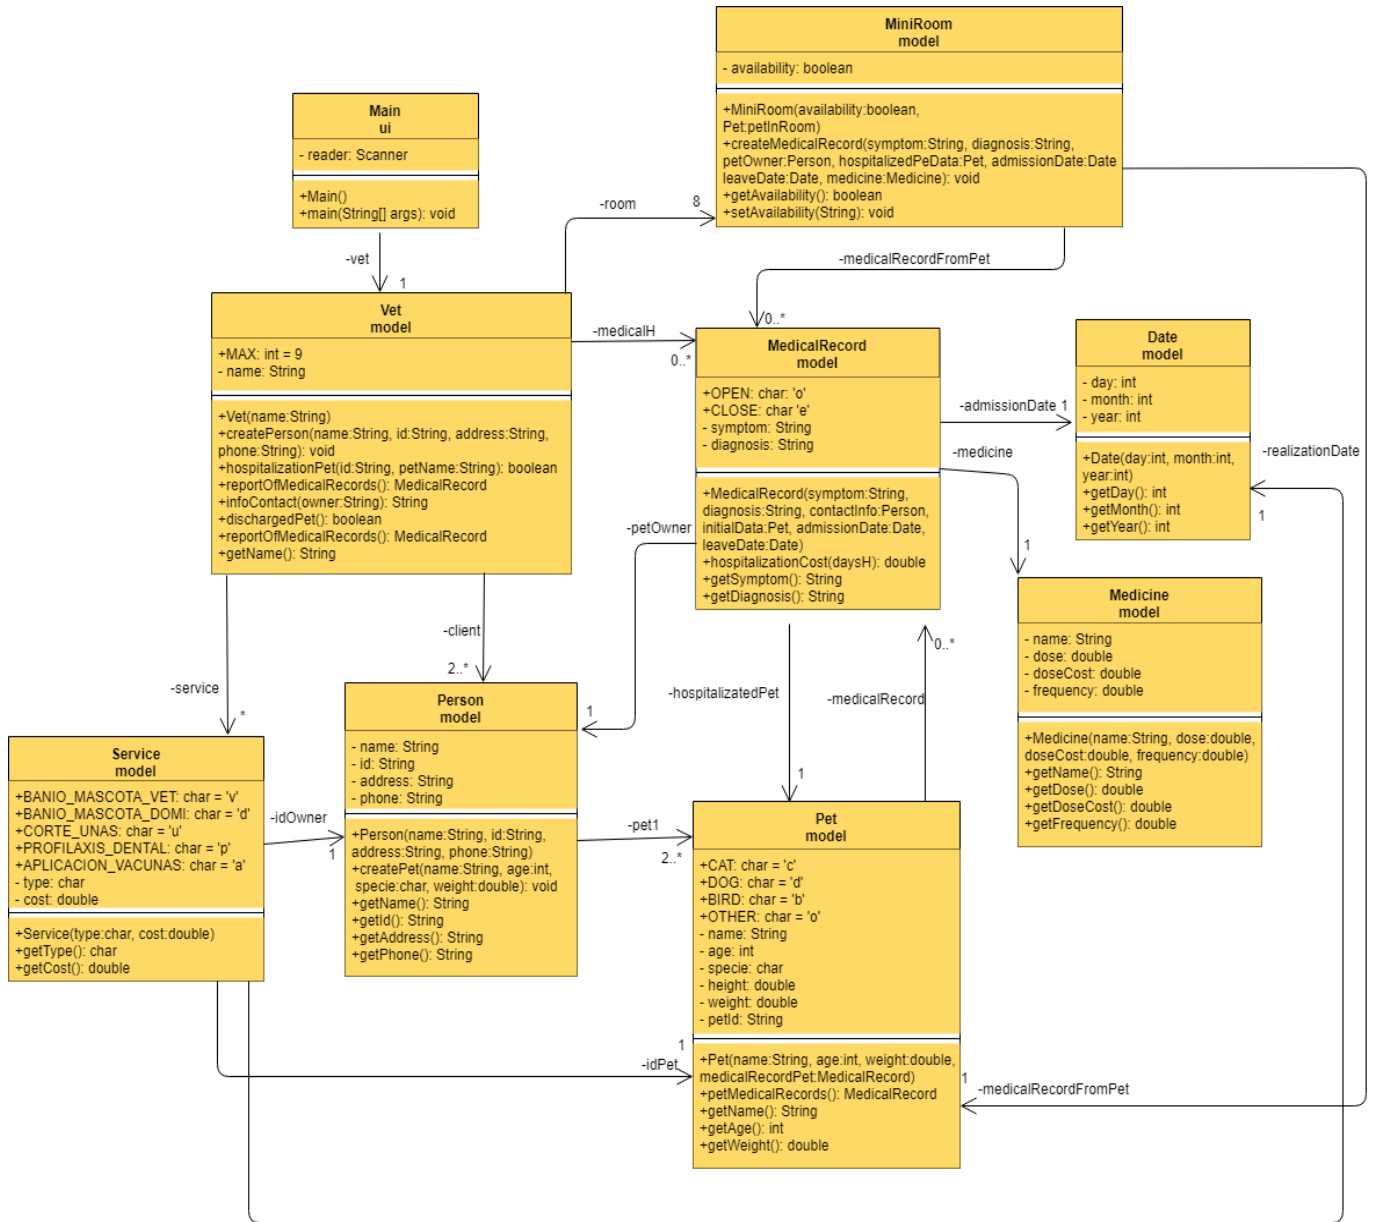 MiniRoom
model
- availability: boolean
+MiniRoom(availability:boolean,
Pet:petInRoom)
+createMedicalRecord(symptom:String, diagnosis:String,
petOwner:Person, hospitalizedPeData:Pet, admissionDate:Date
leaveDate:Date, medicine:Medicine): void
+getAvailability(): boolean
+setAvailability(String): void
Main
ui
- reader: Scanner
+Main()
+main(String[] args): void
-room
8
-vet
1
-medicalRecordFromPet
0..*
Vet
model
+MAX: int = 9
- name: String
+Vet(name:String)
+createPerson(name:String, id:String, address:String,
phone:String): void
+hospitalizationPet(id:String, petName:String): boolean
+reportOfMedicalRecords(): MedicalRecord
+infoContact(owner:String): String
+dischargedPet(): boolean
+reportOfMedicalRecords(): MedicalRecord
+getName(): String
-medicalH
0..*
MedicalRecord
model
+OPEN: char: 'o'
+CLOSE: char 'e'
- symptom: String
- diagnosis: String
+MedicalRecord(symptom:String,
diagnosis:String, contactInfo:Person,
initialData:Pet, admissionDate:Date,
leaveDate:Date)
+hospitalizationCost(daysH): double
+getSymptom(): String
+getDiagnosis(): String
-admissionDate 1
Date
model
- day: int
- month: int
- year: int
+Date(day:int, month:int,
year:int)
+getDay(): int
+getMonth(): int
+getYear(): int
-realizationDate
1
-medicine
1
-petOwner
1
Medicine
model
- name: String
- dose: double
- doseCost: double
- frequency: double
+Medicine(name:String, dose:double,
doseCost:double, frequency:double)
+getName(): String
+getDose(): double
+getDoseCost(): double
+getFrequency(): double
-client
2..*
-service
*
-hospitalizatedPet
1
-medicalRecord
0..*
Person
model
- name: String
- id: String
- address: String
- phone: String
+Person(name:String, id:String,
address:String, phone:String)
+createPet(name:String, age:int,
specie:char, weight:double): void
+getName(): String
+getId(): String
+getAddress(): String
+getPhone(): String
Service
model
+BANIO_MASCOTA_VET: char = 'v'
+BANIO_MASCOTA_DOMI: char = 'd'
+CORTE_UNAS: char = 'u'
+PROFILAXIS_DENTAL: char = 'p'
+APLICACION_VACUNAS: char = 'a'
- type: char
- cost: double
+Service(type:char, cost:double)
+getType(): char
+getCost(): double
-idOwner
1
-pet1
2..*
Pet
model
+CAT: char = 'c'
+DOG: char = 'd'
+BIRD: char = 'b'
+OTHER: char = 'o'
- name: String
- age: int
- specie: char
- height: double
- weight: double
- petId: String
+Pet(name:String, age:int, weight:double,
medicalRecordPet:MedicalRecord)
+petMedicalRecords(): MedicalRecord
+getName(): String
+getAge(): int
+getWeight(): double
1
-idPet
1
-medicalRecordFromPet